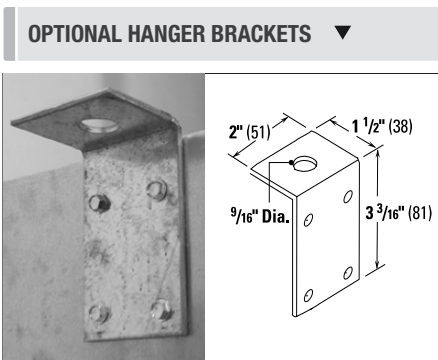 OPTIONAL HANGER BRACKETS ▼
2" (51)
1 1/2" (38)
9/16" Dia.
3 3/16" (81)